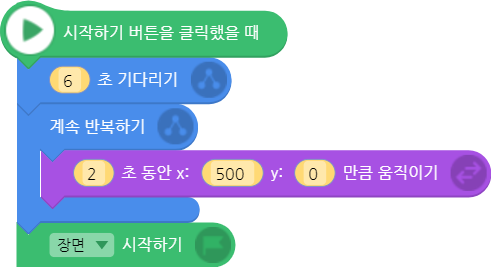 시작하기 버튼을 클릭했을 때
6 초 기다리기
계속 반복하기
2 초 동안 x: 500 y: 0 만큼 움직이기
장면 시작하기